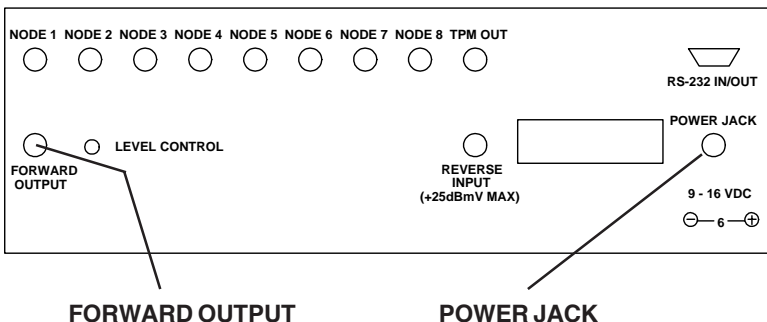 NODE 1 NODE 2 NODE 3 NODE 4 NODE 5 NODE 6 NODE 7 NODE 8 TPM OUT
RS-232 IN/OUT
POWER JACK
LEVEL CONTROL
FORWARD
OUTPUT
REVERSE
INPUT
(+25dBmV MAX)
9 - 16 VDC
6
FORWARD OUTPUT POWER JACK